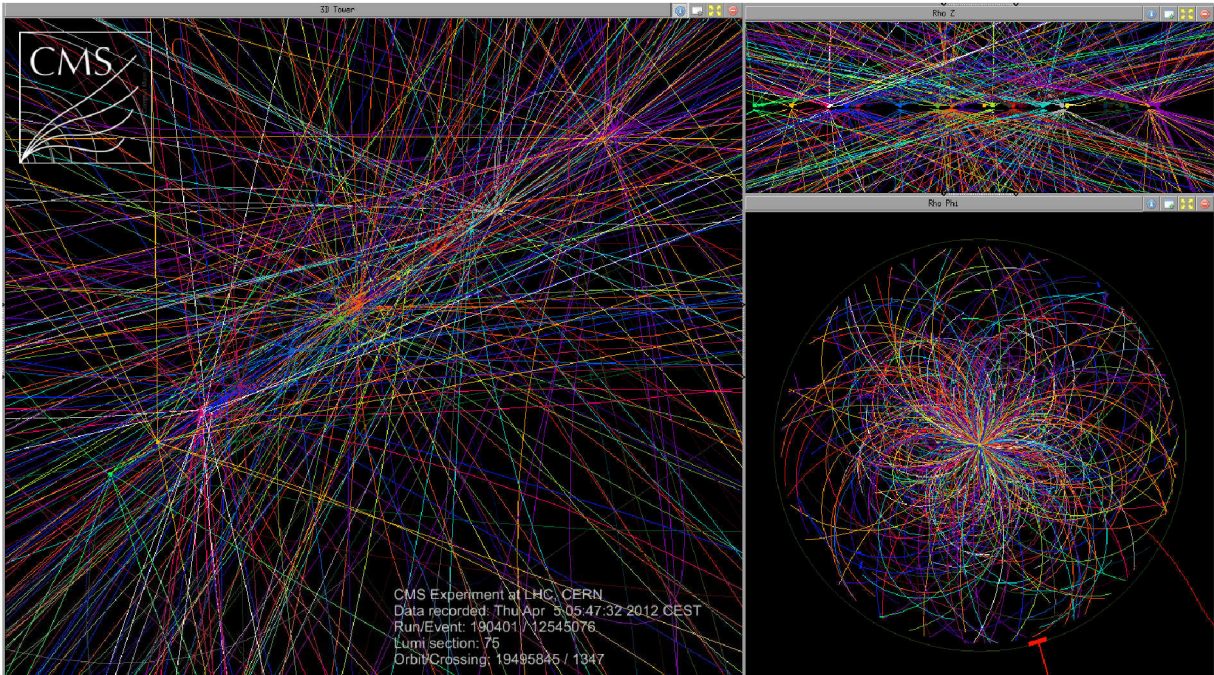 3D Tower
CMS
CMS Experiment at LHC, CERN
Data recorded: Thu Apr 5 05:47:32 2012 CEST
Run/Event: 190401 / 12545076
Lumi section: 75
Orbit/Crossing: 19495845 / 1347
Rho Z
Rho Phi